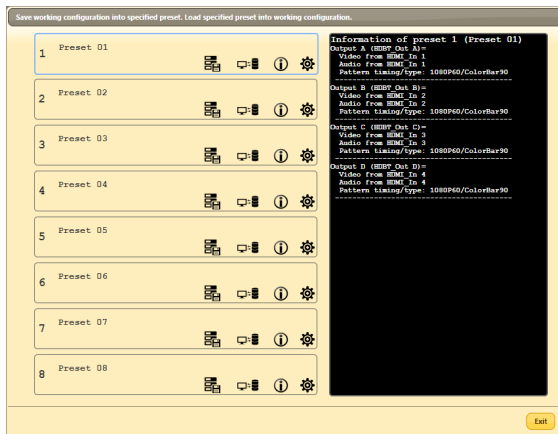 Save working configuration into specified preset. Load specified preset into working configuration.
1 Preset 01
2 Preset 02
3 Preset 03
4 Preset 04
5 Preset 05
6 Preset 06
7 Preset 07
8 Preset 08
Information of preset 1 (Preset 01)
Output A (HDBT_Out A)=
Video from HDMI_In 1
Audio from HDMI_In 1
Pattern timing/type: 1080P60/ColorBar90
----------------------------------------
Output B (HDBT_Out B)=
Video from HDMI_In 2
Audio from HDMI_In 2
Pattern timing/type: 1080P60/ColorBar90
----------------------------------------
Output C (HDBT_Out C)=
Video from HDMI_In 3
Audio from HDMI_In 3
Pattern timing/type: 1080P60/ColorBar90
----------------------------------------
Output D (HDBT_Out D)=
Video from HDMI_In 4
Audio from HDMI_In 4
Pattern timing/type: 1080P60/ColorBar90
----------------------------------------
Exit